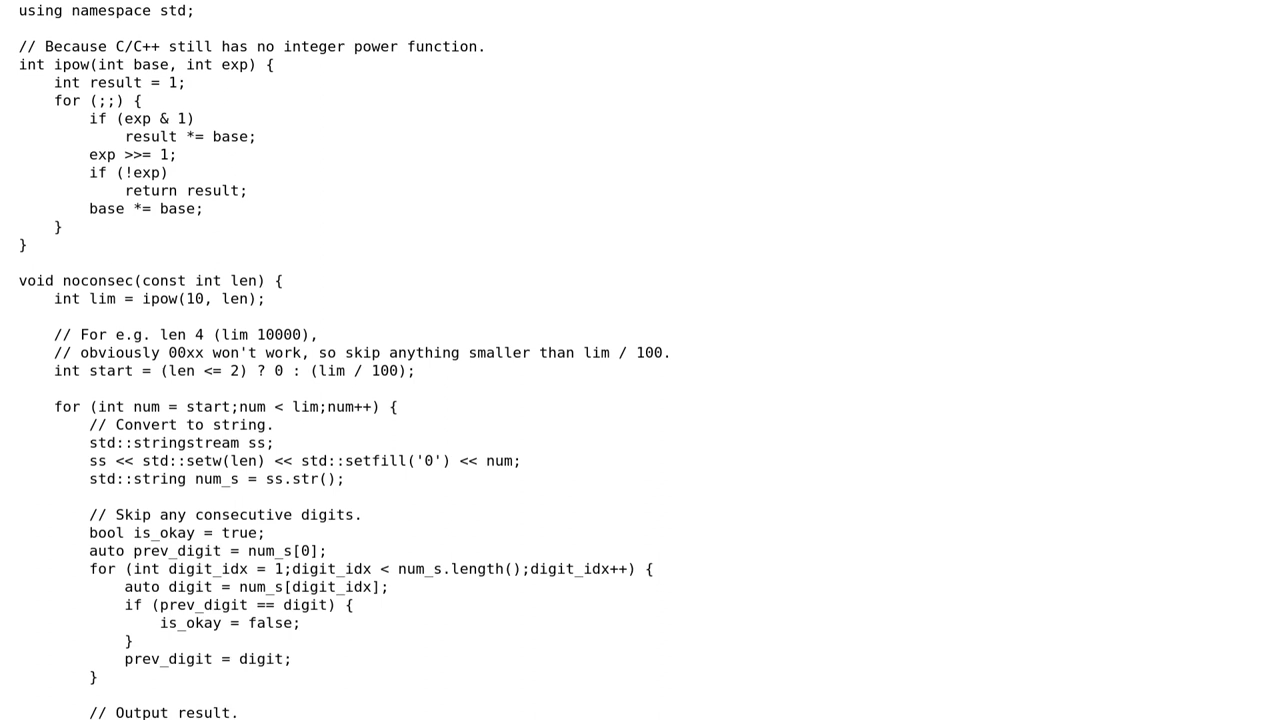 using namespace std;

// Because C/C++ still has no integer power function.
int ipow(int base, int exp) {
    int result = 1;
    for (;;) {
        if (exp & 1)
            result *= base;
        exp >>= 1;
        if (!exp)
            return result;
        base *= base;
    }
}

void noconsec(const int len) {
    int lim = ipow(10, len);

    // For e.g. len 4 (lim 10000),
    // obviously 00xx won't work, so skip anything smaller than lim / 100.
    int start = (len <= 2) ? 0 : (lim / 100);

    for (int num = start;num < lim;num++) {
        // Convert to string.
        std::stringstream ss;
        ss << std::setw(len) << std::setfill('0') << num;
        std::string num_s = ss.str();

        // Skip any consecutive digits.
        bool is_okay = true;
        auto prev_digit = num_s[0];
        for (int digit_idx = 1;digit_idx < num_s.length();digit_idx++) {
            auto digit = num_s[digit_idx];
            if (prev_digit == digit) {
                is_okay = false;
            }
            prev_digit = digit;
        }

        // Output result.